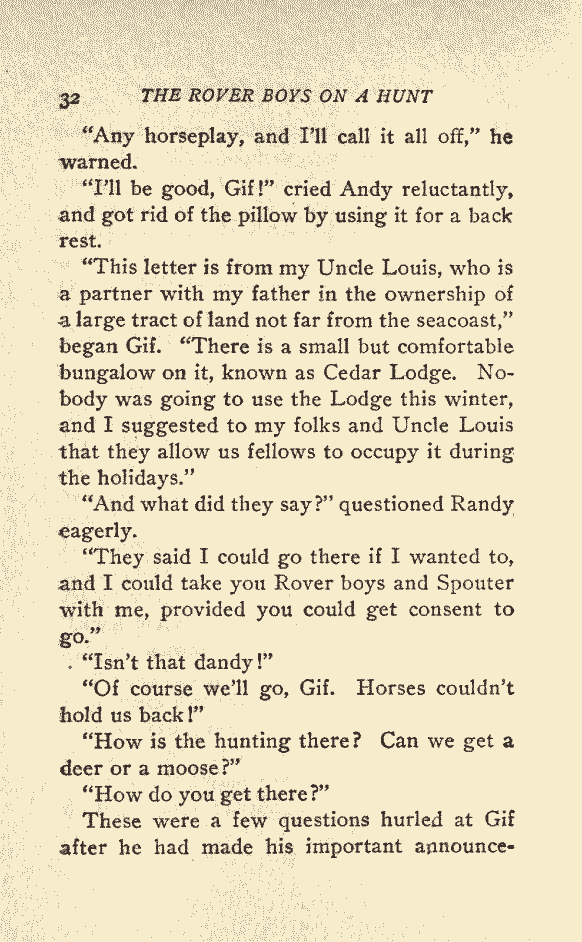 32 THE ROVER BOYS ON A HUNT
“Any horseplay, and I’ll call it all off,” he
warned.
“I’ll be good, Gif!” cried Andy reluctantly,
and got rid of the pillow by using it for a back
rest.
“This letter is from my Uncle Louis, who is
a partner with my father in the ownership of
a large tract of land not far from the seacoast,”
began Gif. “There is a small but comfortable
bungalow on it, known as Cedar Lodge. No-
body was going to use the Lodge this winter,
and I suggested to my folks and Uncle Louis
that they allow us fellows to occupy it during
the holidays.”
“And what did they say?” questioned Randy
eagerly.
“They said I could go there if I wanted to,
and I could take you Rover boys and Spouter
with me, provided you could get consent to
go.”
“Isn’t that dandy!”
“Of course we’ll go, Gif. Horses couldn’t
hold us back!”
“How is the hunting there? Can we get a
deer or a moose?”
“How do you get there?”
These were a few questions hurled at Gif
after he had made his important announce-